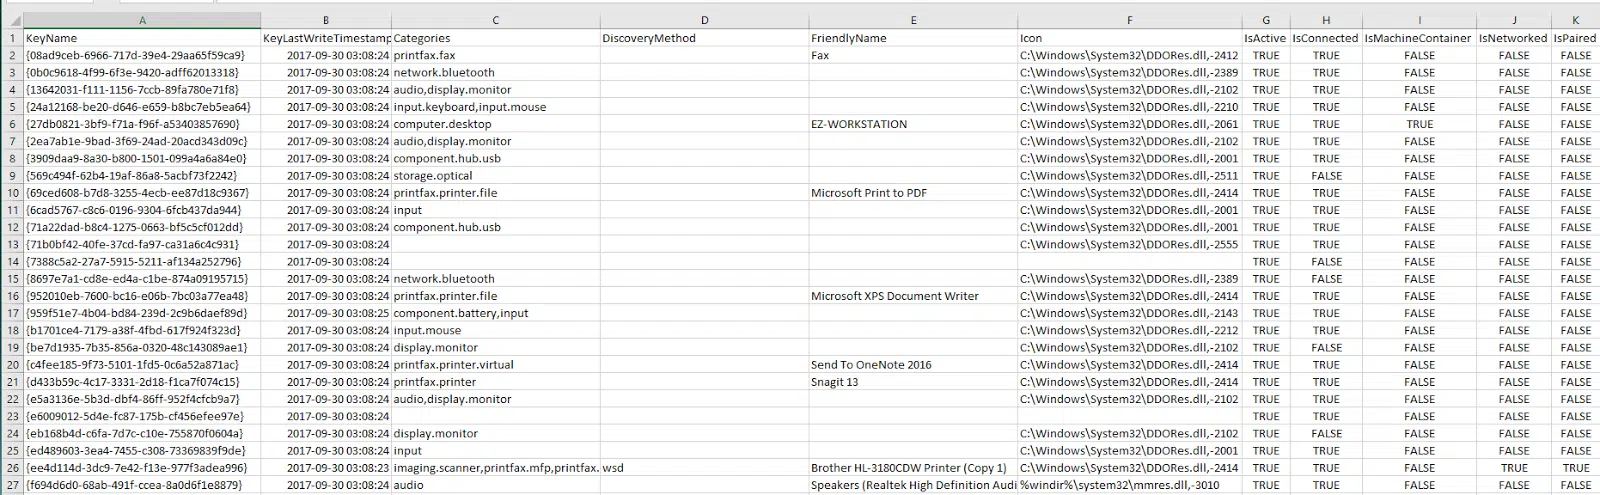 A B C D E F G H I J K
1 KeyName KeyLastWriteTimestamp Categories DiscoveryMethod FriendlyName Icon IsActive IsConnected IsMachineContainer IsNetworked IsPaired
2 {08ad9ceb-6966-717d-39e4-29aa65f59ca9} 2017-09-30 03:08:24 printfax.fax Fax C:\Windows\System32\DDORes.dll,-2412 TRUE TRUE FALSE FALSE FALSE
3 {0b0c9618-4f99-6f3e-9420-adff62013318} 2017-09-30 03:08:24 network.bluetooth C:\Windows\System32\DDORes.dll,-2389 TRUE TRUE FALSE FALSE FALSE
4 {13642031-f111-1156-7ccb-89fa780e71f8} 2017-09-30 03:08:24 audio,display.monitor C:\Windows\System32\DDORes.dll,-2102 TRUE TRUE FALSE FALSE FALSE
5 {24a12168-be20-d646-e659-b8bc7eb5ea64} 2017-09-30 03:08:24 input.keyboard,input.mouse C:\Windows\System32\DDORes.dll,-2210 TRUE TRUE FALSE FALSE FALSE
6 {27db0821-3bf9-f71a-f96f-a53403857690} 2017-09-30 03:08:24 computer.desktop EZ-WORKSTATION C:\Windows\System32\DDORes.dll,-2061 TRUE TRUE TRUE FALSE FALSE
7 {2ea7ab1e-9bad-3f69-24ad-20acd343d09c} 2017-09-30 03:08:24 audio,display.monitor C:\Windows\System32\DDORes.dll,-2102 TRUE TRUE FALSE FALSE FALSE
8 {3909daa9-8a30-b800-1501-099a4a6a84e0} 2017-09-30 03:08:24 component.hub.usb C:\Windows\System32\DDORes.dll,-2001 TRUE TRUE FALSE FALSE FALSE
9 {569c494f-62b4-19af-86a8-5acbf73f2242} 2017-09-30 03:08:24 storage.optical C:\Windows\System32\DDORes.dll,-2511 TRUE FALSE FALSE FALSE FALSE
10 {69ced608-b7d8-3255-4ecb-ee87d18c9367} 2017-09-30 03:08:24 printfax.printer.file Microsoft Print to PDF C:\Windows\System32\DDORes.dll,-2414 TRUE TRUE FALSE FALSE FALSE
11 {6cad5767-c8c6-0196-9304-6fcb437da944} 2017-09-30 03:08:24 input C:\Windows\System32\DDORes.dll,-2001 TRUE TRUE FALSE FALSE FALSE
12 {71a22dad-b8c4-1275-0663-bf5c5cf012dd} 2017-09-30 03:08:24 component.hub.usb C:\Windows\System32\DDORes.dll,-2001 TRUE TRUE FALSE FALSE FALSE
13 {71b0bf42-40fe-37cd-fa97-ca31a6c4c931} 2017-09-30 03:08:24 C:\Windows\System32\DDORes.dll,-2555 TRUE TRUE FALSE FALSE FALSE
14 {7388c5a2-27a7-5915-5211-af134a252796} 2017-09-30 03:08:24 TRUE FALSE FALSE FALSE FALSE
15 {8697e7a1-cd8e-ed4a-c1be-874a09195715} 2017-09-30 03:08:24 network.bluetooth C:\Windows\System32\DDORes.dll,-2389 TRUE FALSE FALSE FALSE FALSE
16 {952010eb-7600-bc16-e06b-7bc03a77ea48} 2017-09-30 03:08:24 printfax.printer.file Microsoft XPS Document Writer C:\Windows\System32\DDORes.dll,-2414 TRUE TRUE FALSE FALSE FALSE
17 {959f51e7-4b04-bd84-239d-2c9b6daef89d} 2017-09-30 03:08:25 component.battery,input C:\Windows\System32\DDORes.dll,-2143 TRUE TRUE FALSE FALSE FALSE
18 {b1701ce4-7179-a38f-4fbd-617f924f323d} 2017-09-30 03:08:24 input.mouse C:\Windows\System32\DDORes.dll,-2212 TRUE TRUE FALSE FALSE FALSE
19 {be7d1935-7b35-856a-0320-48c143089ae1} 2017-09-30 03:08:24 display.monitor C:\Windows\System32\DDORes.dll,-2102 TRUE FALSE FALSE FALSE FALSE
20 {c4fee185-9f73-5101-1fd5-0c6a52a871ac} 2017-09-30 03:08:24 printfax.printer.virtual Send To OneNote 2016 C:\Windows\System32\DDORes.dll,-2414 TRUE TRUE FALSE FALSE FALSE
21 {d433b59c-4c17-3331-2d18-f1ca7f074c15} 2017-09-30 03:08:24 printfax.printer Snagit 13 C:\Windows\System32\DDORes.dll,-2414 TRUE TRUE FALSE FALSE FALSE
22 {e5a3136e-5b3d-dbf4-86ff-952f4cfcb9a7} 2017-09-30 03:08:24 audio,display.monitor C:\Windows\System32\DDORes.dll,-2102 TRUE TRUE FALSE FALSE FALSE
23 {e6009012-5d4e-fc87-175b-cf456efee97e} 2017-09-30 03:08:24 TRUE TRUE FALSE FALSE FALSE
24 {eb168b4d-c6fa-7d7c-c10e-755870f0604a} 2017-09-30 03:08:24 display.monitor C:\Windows\System32\DDORes.dll,-2102 TRUE FALSE FALSE FALSE FALSE
25 {ed489603-3ea4-7455-c308-73369839f9de} 2017-09-30 03:08:24 input C:\Windows\System32\DDORes.dll,-2001 TRUE TRUE FALSE FALSE FALSE
26 {ee4d114d-3dc9-7e42-f13e-977f3adea996} 2017-09-30 03:08:23 imaging.scanner,printfax.mfp,printfax. wsd Brother HL-3180CDW Printer (Copy 1) C:\Windows\System32\DDORes.dll,-2414 TRUE TRUE FALSE TRUE TRUE
27 {f694d6d0-68ab-491f-ccea-8a0d6f1e8879} 2017-09-30 03:08:24 audio Speakers (Realtek High Definition Audi %windir%\system32\mmres.dll,-3010 TRUE TRUE FALSE FALSE FALSE